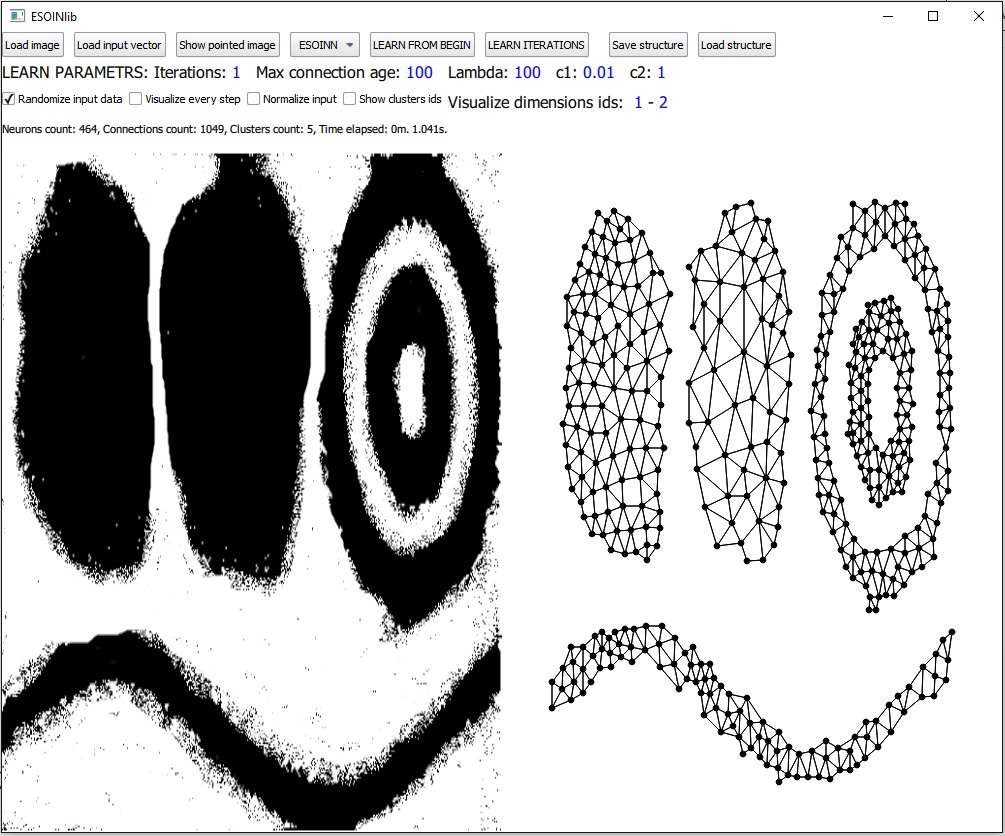 ESOINlib
Load image Load input vector Show pointed image ESOINN LEARN FROM BEGIN LEARN ITERATIONS Save structure Load structure
LEARN PARAMETRS: Iterations: 1 Max connection age: 100 Lambda: 100 c1: 0.01 c2: 1
Randomize input data Visualize every step Normalize input Show clusters ids Visualize dimensions ids: 1 - 2
Neurons count: 464, Connections count: 1049, Clusters count: 5, Time elapsed: 0m. 1.041s.